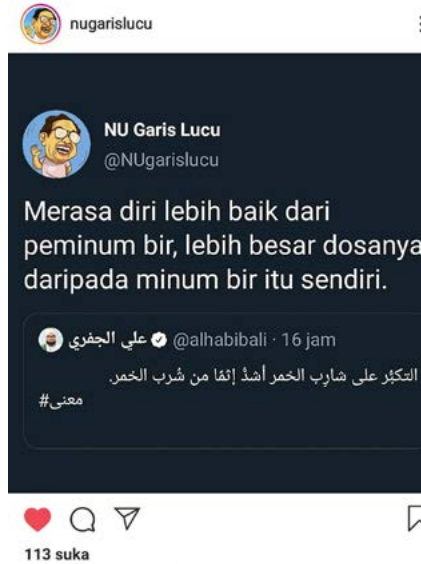 nugarislucu
NU Garis Lucu
@NUgarislucu
Merasa diri lebih baik dari
peminum bir, lebih besar dosanya
daripada minum bir itu sendiri.
علي الجفري @alhabibali · 16 jam
التكبُّر على شارِب الخمر أشدُّ إثمًا من شُرب الخمر.
#معنى
113 suka